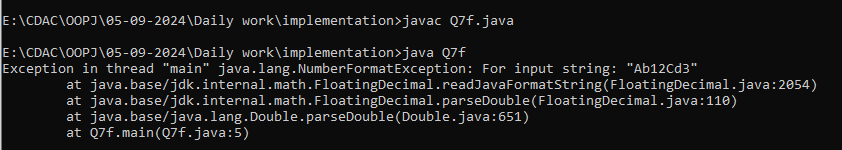 E:\CDAC\OOPJ\05-09-2024\Daily work\implementation>javac Q7f.java
E:\CDAC\OOPJ\05-09-2024\Daily work\implementation>java Q7f
Exception in thread "main" java.lang.NumberFormatException: For input string: "Ab12Cd3"
        at java.base/jdk.internal.math.FloatingDecimal.readJavaFormatString(FloatingDecimal.java:2054)
        at java.base/jdk.internal.math.FloatingDecimal.parseDouble(FloatingDecimal.java:110)
        at java.base/java.lang.Double.parseDouble(Double.java:651)
        at Q7f.main(Q7f.java:5)